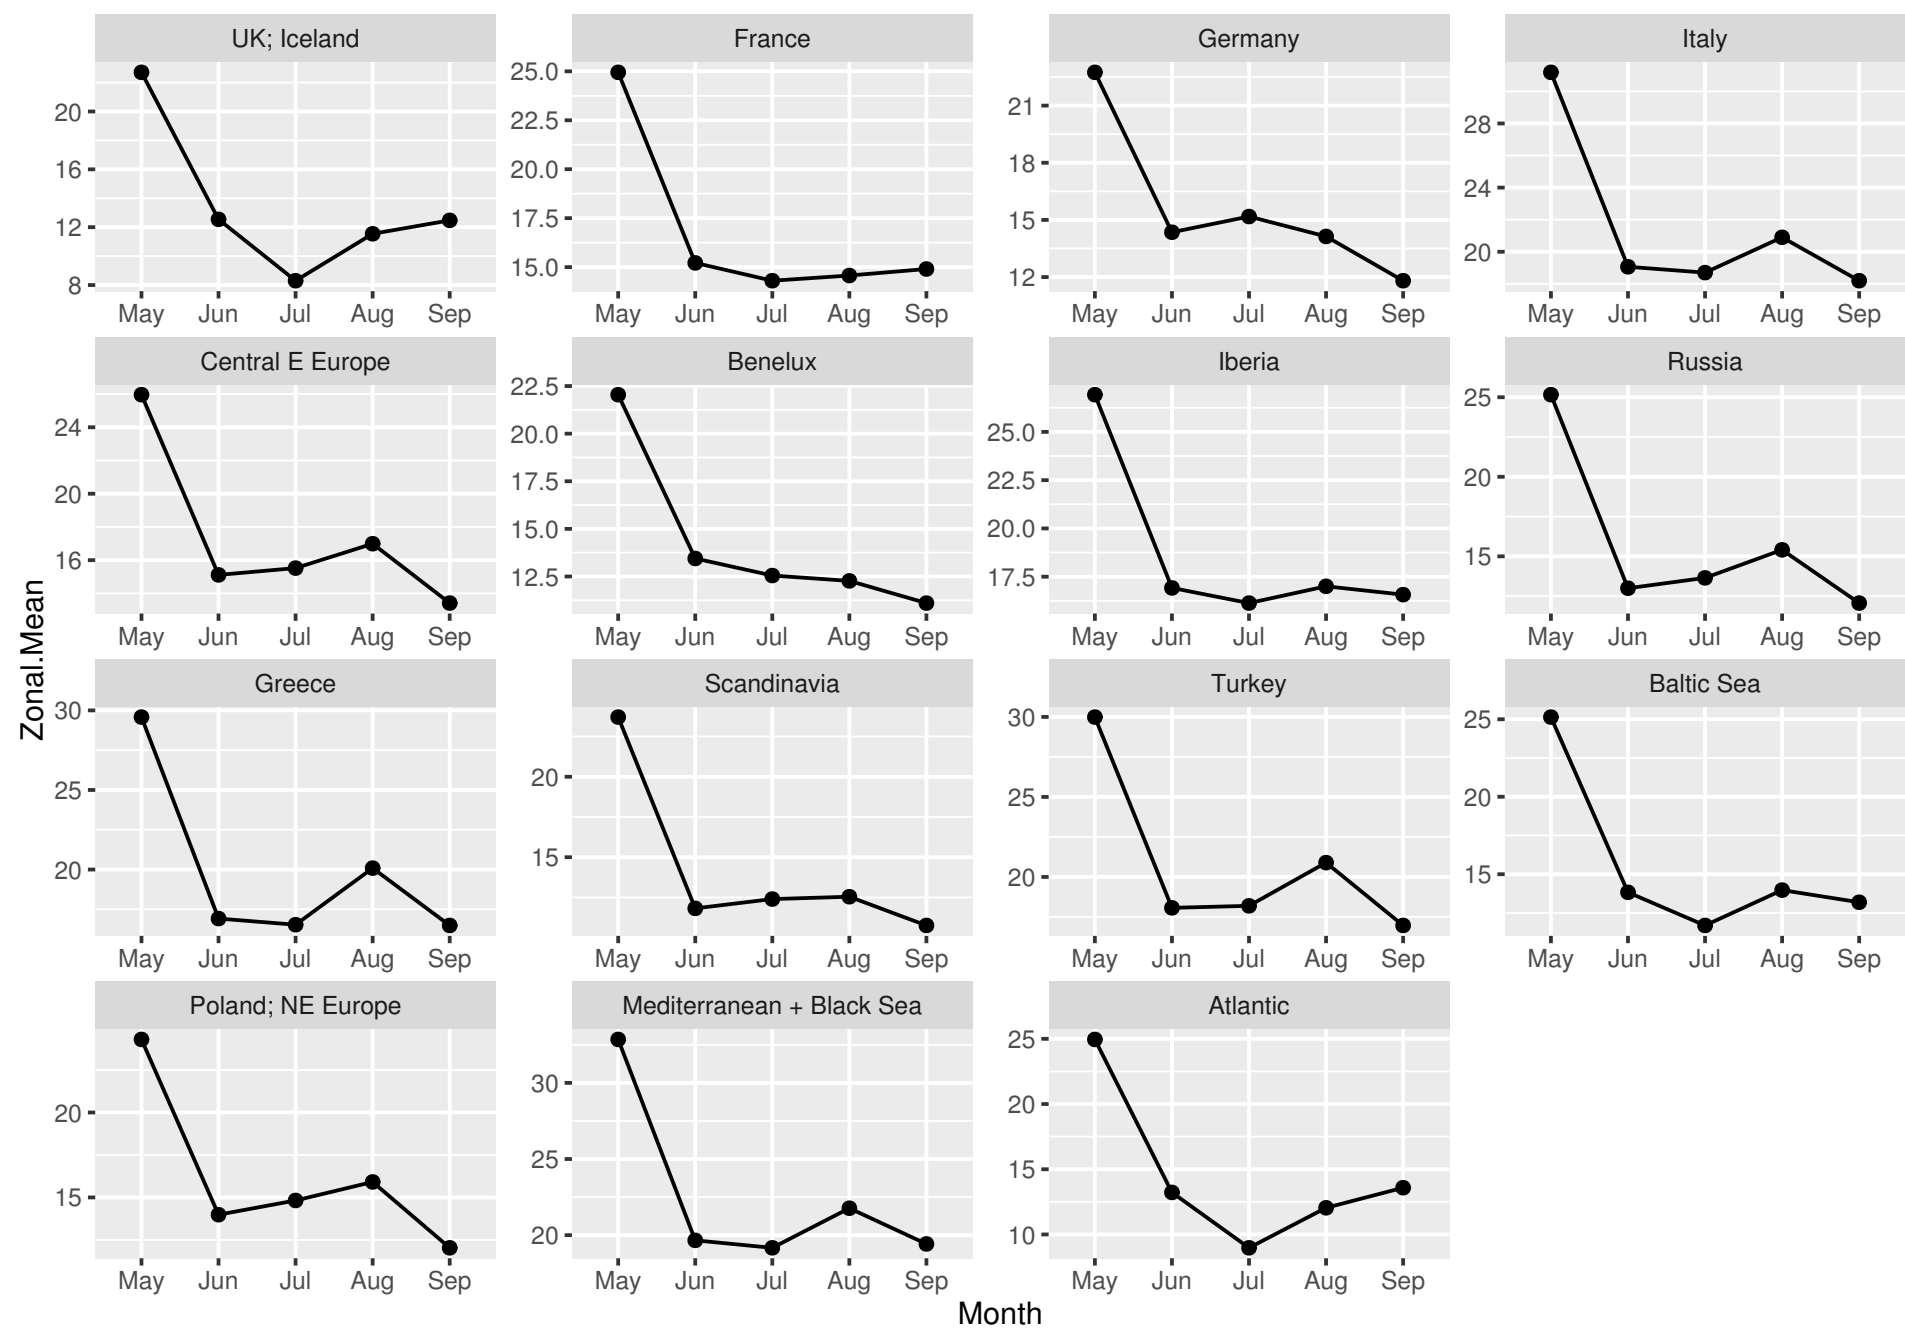 UK; Iceland
France
Germany
Italy
20
16
12
8
25.0
22.5
20.0
17.5
15.0
21
18
15
12
28
24
20
May Jun Jul Aug Sep
May Jun Jul Aug Sep
May Jun Jul Aug Sep
May Jun Jul Aug Sep
Central E Europe
Benelux
Iberia
Russia
24
20
16
22.5
20.0
17.5
15.0
12.5
25.0
22.5
20.0
17.5
25
20
15
May Jun Jul Aug Sep
May Jun Jul Aug Sep
May Jun Jul Aug Sep
May Jun Jul Aug Sep
Zonal.Mean
Greece
Scandinavia
Turkey
Baltic Sea
30
25
20
20
15
30
25
20
25
20
15
May Jun Jul Aug Sep
May Jun Jul Aug Sep
May Jun Jul Aug Sep
May Jun Jul Aug Sep
Poland; NE Europe
Mediterranean + Black Sea
Atlantic
20
15
30
25
20
25
20
15
10
May Jun Jul Aug Sep
May Jun Jul Aug Sep
May Jun Jul Aug Sep
Month